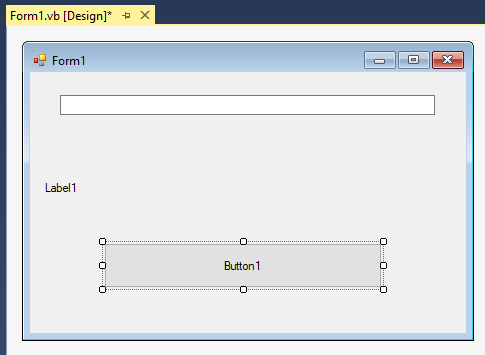 Form1.vb [Design]*
Form1
Label1
Button1